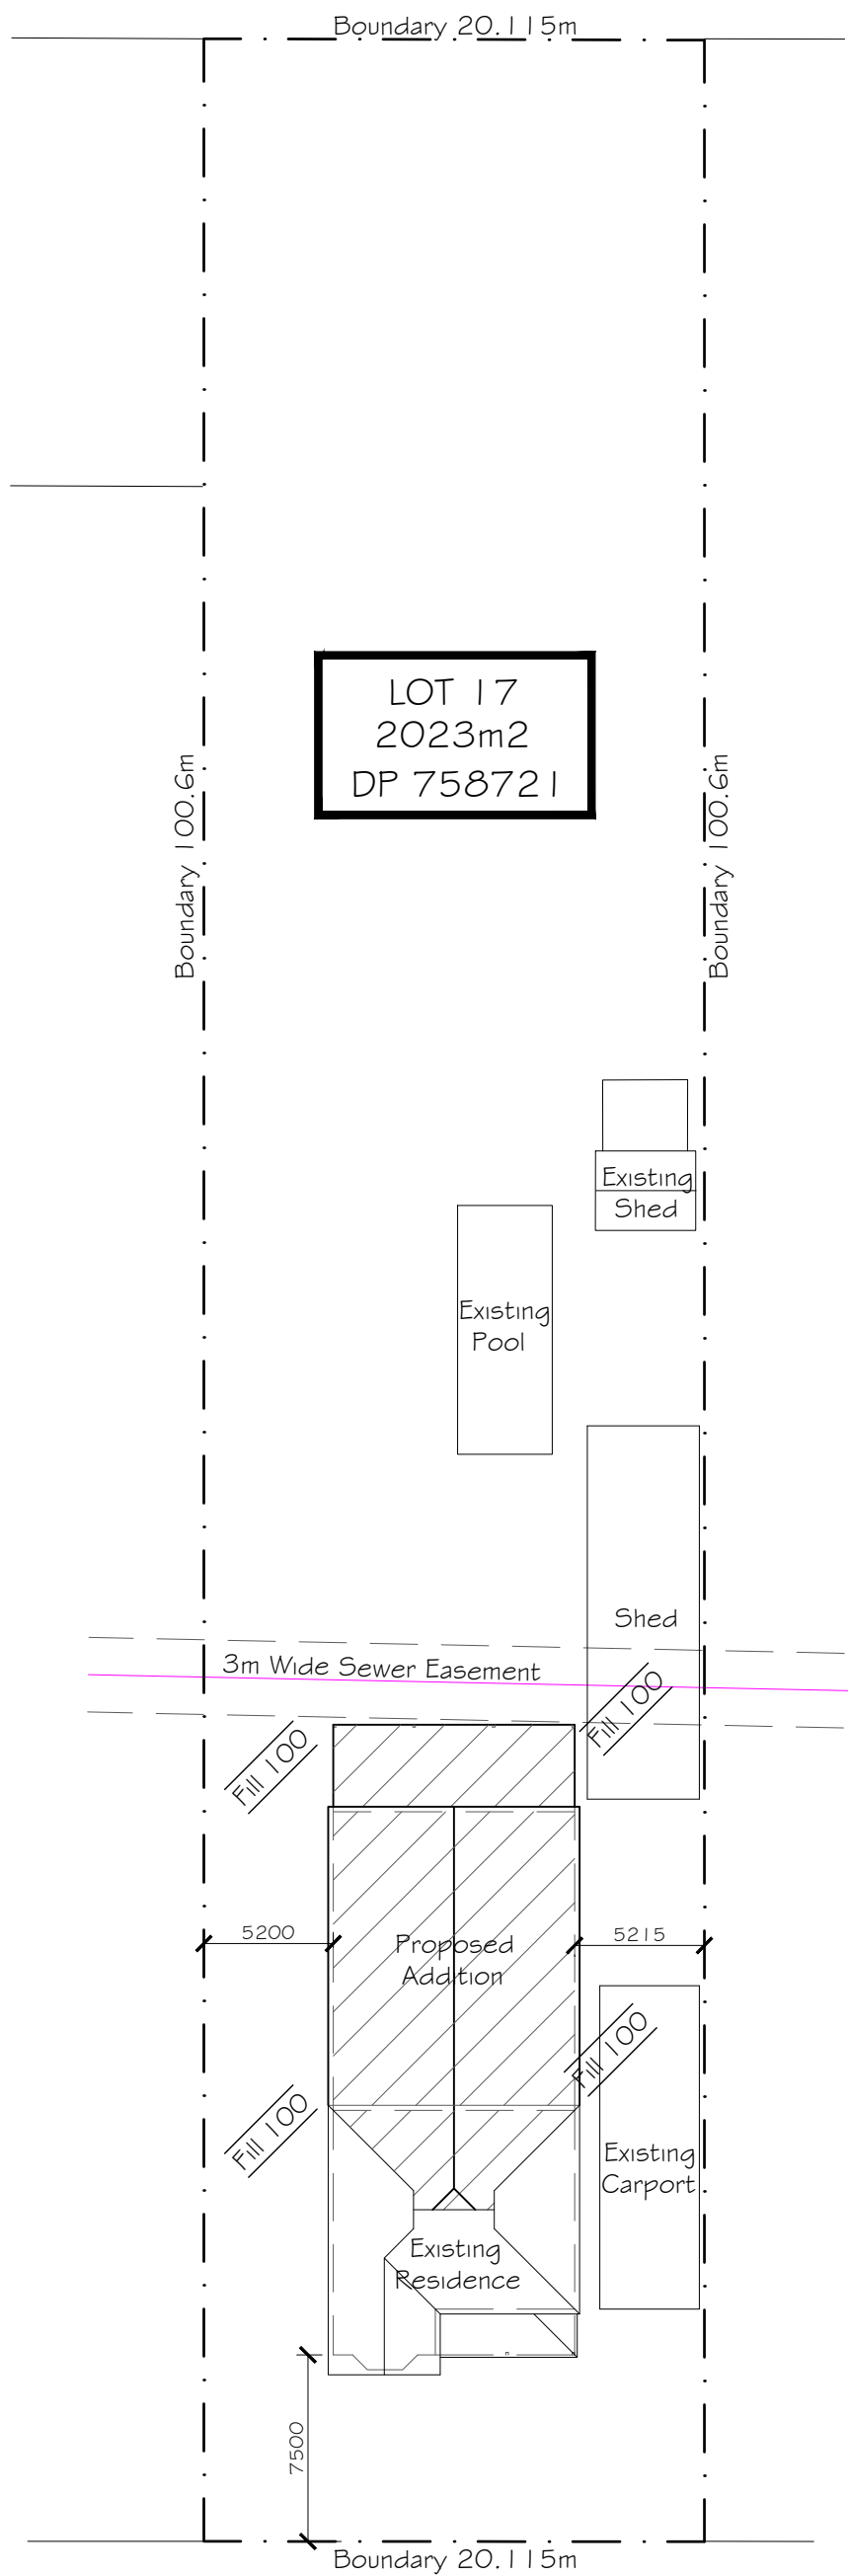 Boundary 20.115m
LOT 17
2023m2
DP 758721
Boundary 100.6m
Boundary 100.6m
Existing
Shed
Existing
Pool
Shed
3m Wide Sewer Easement
Fill 100
Fill 100
5200
Proposed
Addition
5215
Fill 100
Fill 100
Existing
Carport
Existing
Residence
7500
Boundary 20.115m